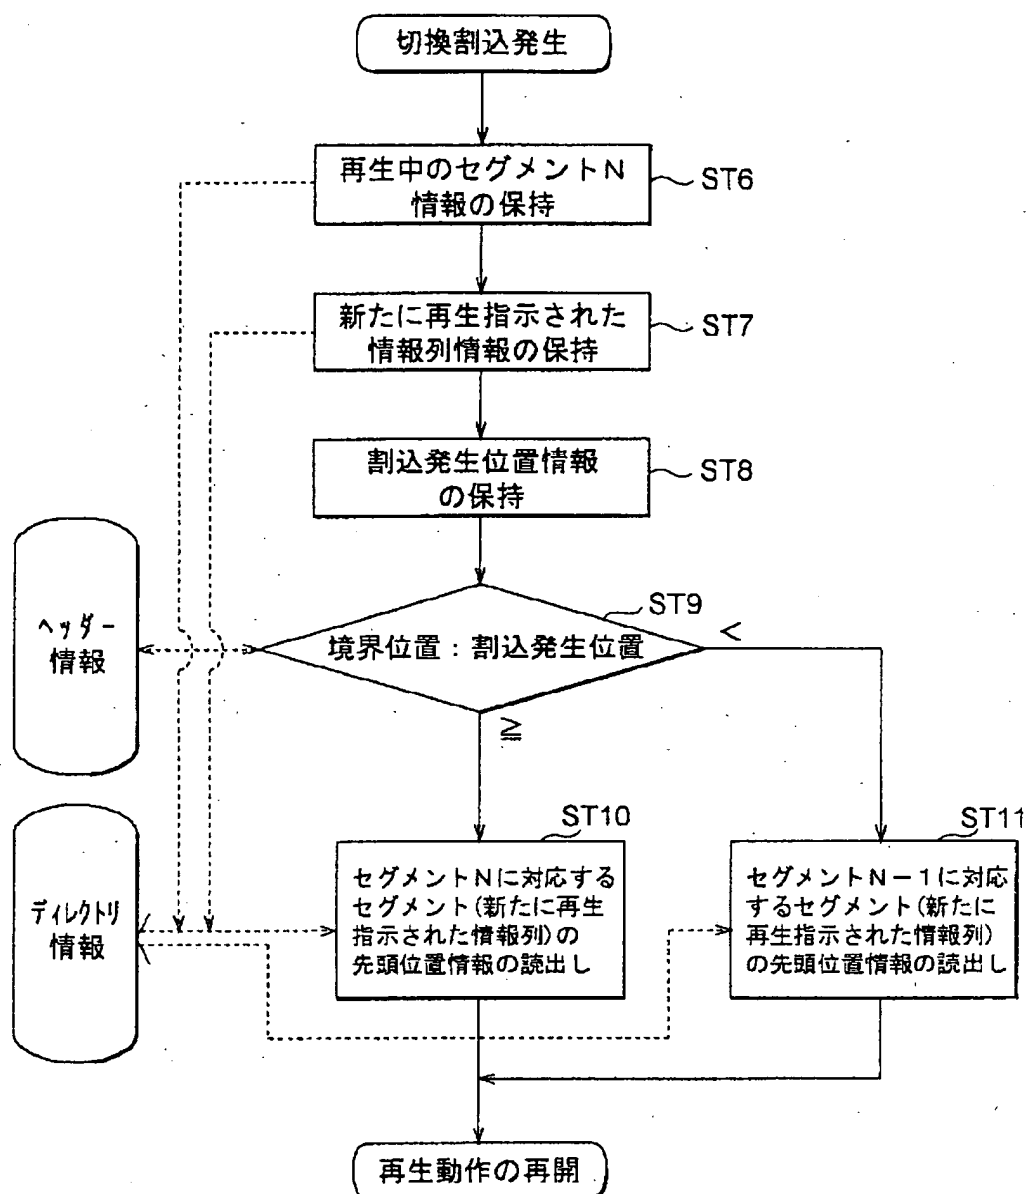 切換割込発生
再生中のセグメントN
情報の保持
ST6
新たに再生指示された
情報列情報の保持
ST7
割込発生位置情報
の保持
ST8
ST9
境界位置：割込発生位置
<
≧
ヘッダー
情報
ST10
セグメントNに対応する
セグメント(新たに再生
指示された情報列)の
先頭位置情報の読出し
ST11
セグメントN－1に対応
するセグメント(新たに
再生指示された情報列)
の先頭位置情報の読出し
ディレクトリ
情報
再生動作の再開